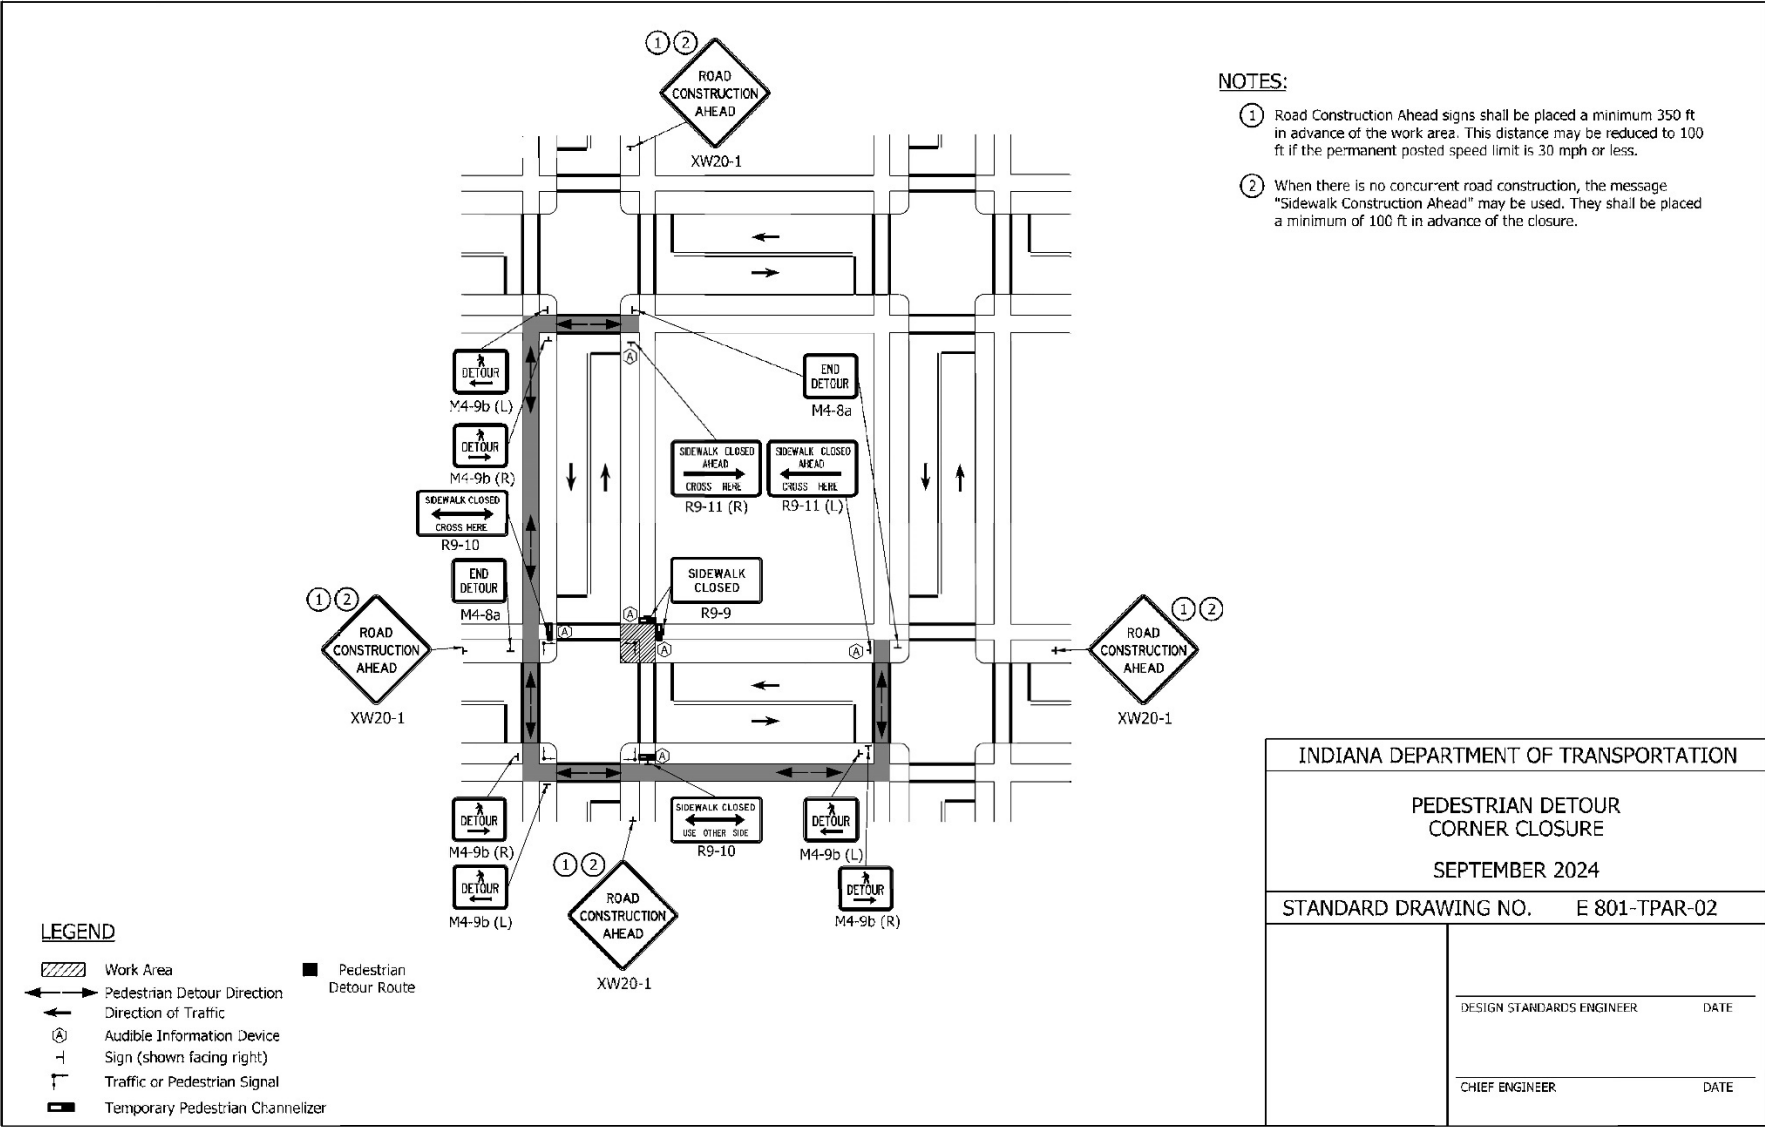 1 2
ROAD
CONSTRUCTION
AHEAD
XW20-1
NOTES:
1 Road Construction Ahead signs shall be placed a minimum 350 ft
in advance of the work area. This distance may be reduced to 100
ft if the permanent posted speed limit is 30 mph or less.
2 When there is no concurrent road construction, the message
"Sidewalk Construction Ahead" may be used. They shall be placed
a minimum of 100 ft in advance of the closure.
DETOUR
M4-9b (L)
A
END
DETOUR
M4-8a
DETOUR
M4-9b (R)
SIDEWALK CLOSED
AHEAD
CROSS HERE
R9-11 (R)
SIDEWALK CLOSED
AHEAD
CROSS HERE
R9-11 (L)
SIDEWALK CLOSED
CROSS HERE
R9-10
END
DETOUR
M4-8a
SIDEWALK
CLOSED
R9-9
A
A
A
A
1 2
ROAD
CONSTRUCTION
AHEAD
XW20-1
1 2
ROAD
CONSTRUCTION
AHEAD
XW20-1
A
DETOUR
M4-9b (R)
DETOUR
M4-9b (L)
SIDEWALK CLOSED
USE OTHER SIDE
R9-10
DETOUR
M4-9b (L)
DETOUR
M4-9b (R)
1 2
ROAD
CONSTRUCTION
AHEAD
XW20-1
LEGEND
Work Area
Pedestrian Detour Direction
Direction of Traffic
A Audible Information Device
Sign (shown facing right)
Traffic or Pedestrian Signal
Temporary Pedestrian Channelizer
Pedestrian
Detour Route
INDIANA DEPARTMENT OF TRANSPORTATION
PEDESTRIAN DETOUR
CORNER CLOSURE
SEPTEMBER 2024
STANDARD DRAWING NO. E 801-TPAR-02
DESIGN STANDARDS ENGINEER DATE
CHIEF ENGINEER DATE